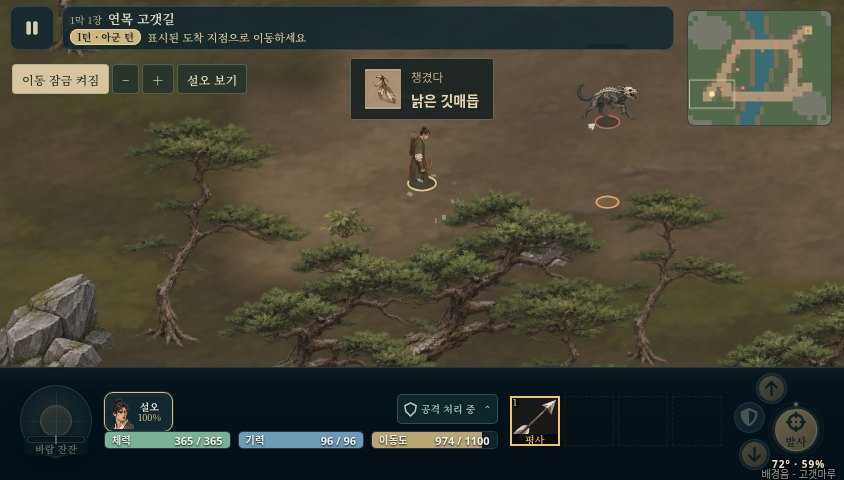 1막 1장 연목 고갯길
1턴 · 아군 턴 표시된 도착 지점으로 이동하세요
이동 잠금 켜짐
−
+
설오 보기
챙겼다
낡은 깃매듭
설오
100%
공격 처리 중
1
평사
바람 잔잔
체력 365 / 365
기력 96 / 96
이동도 974 / 1100
발사
72° · 59%
배경음 - 고갯마루